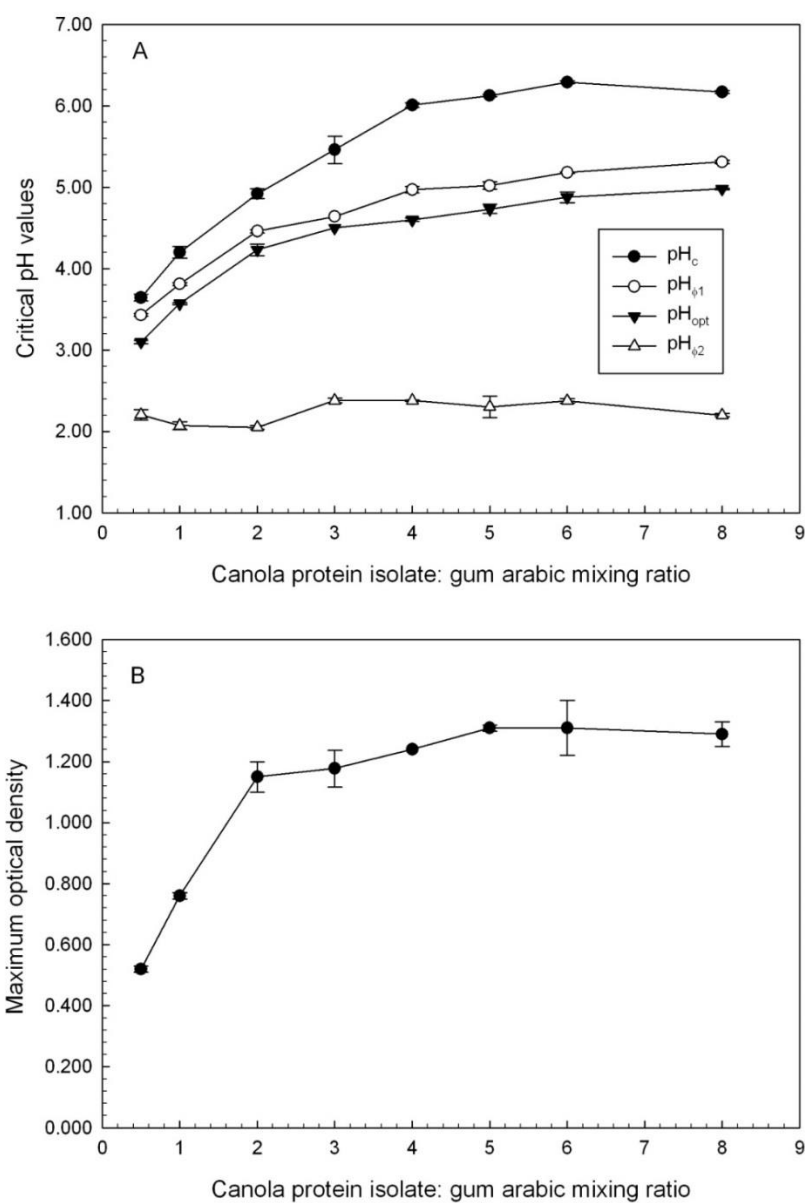 A
7.00
6.00
5.00
4.00
3.00
2.00
1.00
Critical pH values
pHc
pHϕ1
pHopt
pHϕ2
0 1 2 3 4 5 6 7 8 9
Canola protein isolate: gum arabic mixing ratio
B
1.600
1.400
1.200
1.000
0.800
0.600
0.400
0.200
0.000
Maximum optical density
0 1 2 3 4 5 6 7 8 9
Canola protein isolate: gum arabic mixing ratio